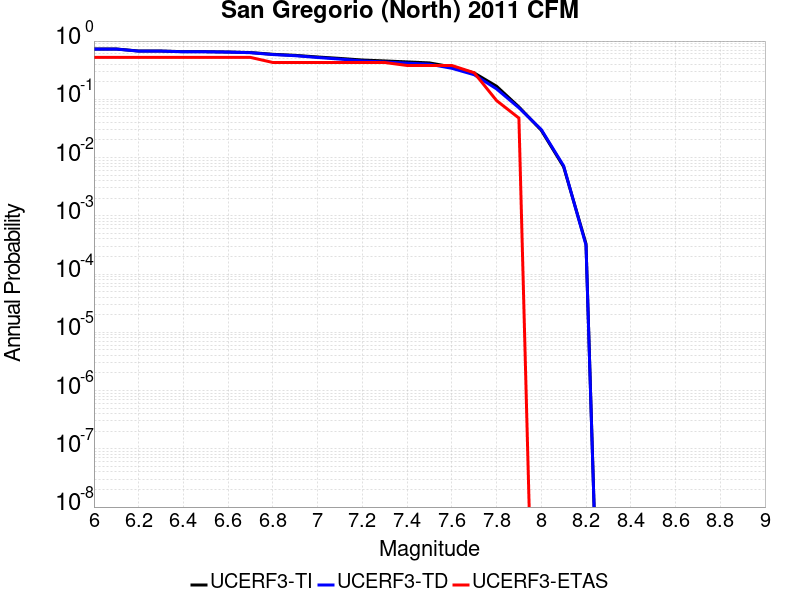 San Gregorio (North) 2011 CFM
10^0
10^-1
10^-2
10^-3
10^-4
10^-5
10^-6
10^-7
10^-8
Annual Probability
6 6.2 6.4 6.6 6.8 7 7.2 7.4 7.6 7.8 8 8.2 8.4 8.6 8.8 9
Magnitude
UCERF3-TI UCERF3-TD UCERF3-ETAS